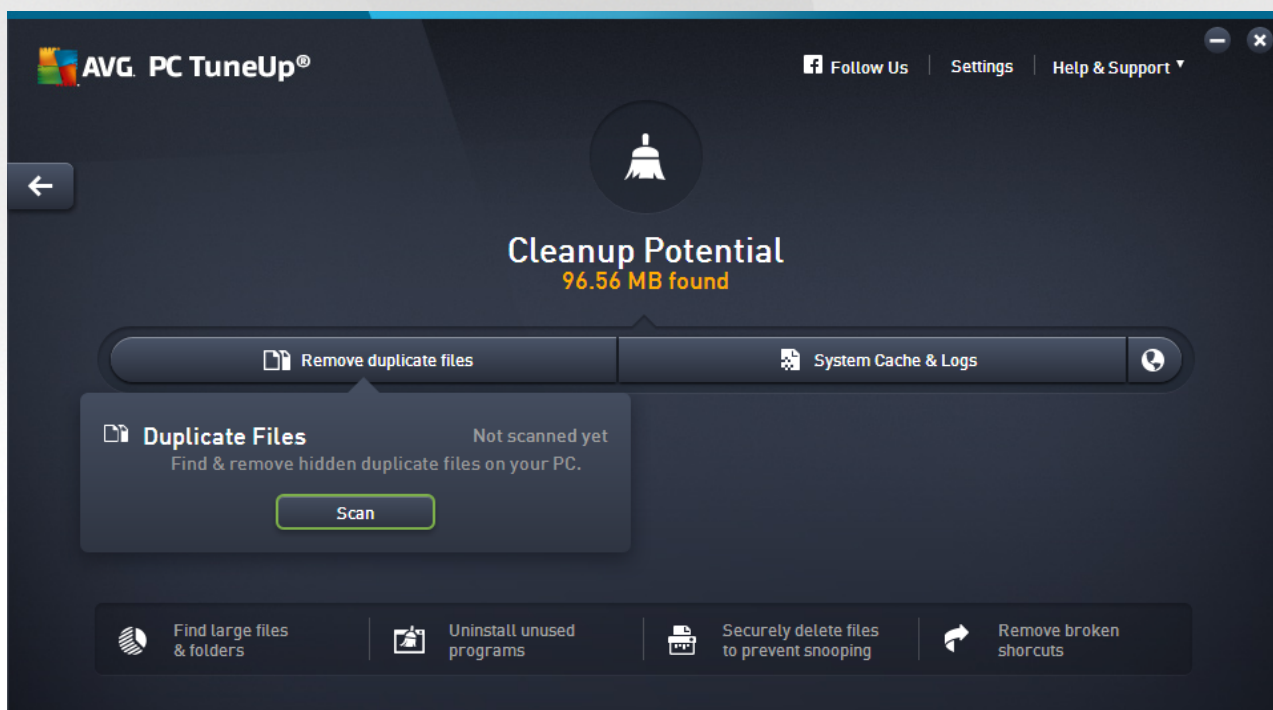 AVG. PC TuneUp®
Follow Us
Settings
Help & Support
Cleanup Potential
96.56 MB found
Remove duplicate files
System Cache & Logs
Duplicate Files
Not scanned yet
Find & remove hidden duplicate files on your PC.
Scan
Find large files
& folders
Uninstall unused
programs
Securely delete files
to prevent snooping
Remove broken
shorcuts